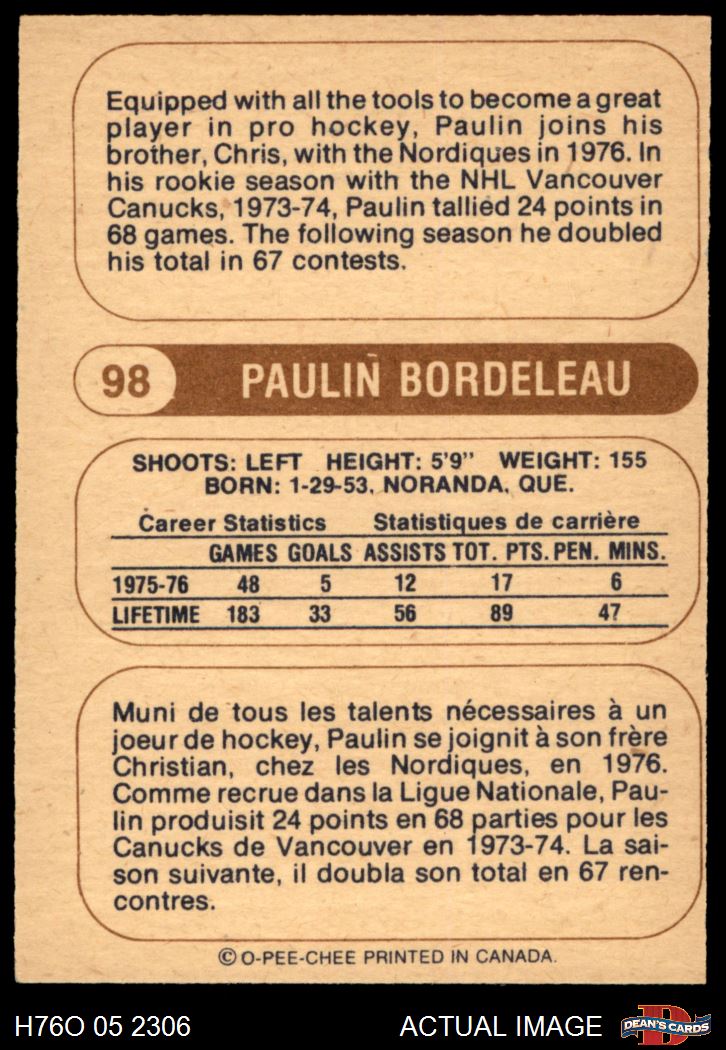 Equipped with all the tools to become a great
player in pro hockey, Paulin joins his
brother, Chris, with the Nordiques in 1976. In
his rookie season with the NHL Vancouver
Canucks, 1973-74, Paulin tallied 24 points in
68 games. The following season he doubled
his total in 67 contests.
98 PAULIN BORDELEAU
SHOOTS: LEFT HEIGHT: 5'9" WEIGHT: 155
BORN: 1-29-53, NORANDA, QUE.
Career Statistics Statistiques de carrière
GAMES GOALS ASSISTS TOT. PTS. PEN. MINS.
1975-76 48 5 12 17 6
LIFETIME 183 33 56 89 47
Muni de tous les talents nécessaires à un
joeur de hockey, Paulin se joignit à son frère
Christian, chez les Nordiques, en 1976.
Comme recrue dans la Ligue Nationale, Pau-
lin produisit 24 points en 68 parties pour les
Canucks de Vancouver en 1973-74. La sai-
son suivante, il doubla son total en 67 ren-
contres.
© O-PEE-CHEE PRINTED IN CANADA.
H76O 05 2306 ACTUAL IMAGE D DEAN'S CARDS